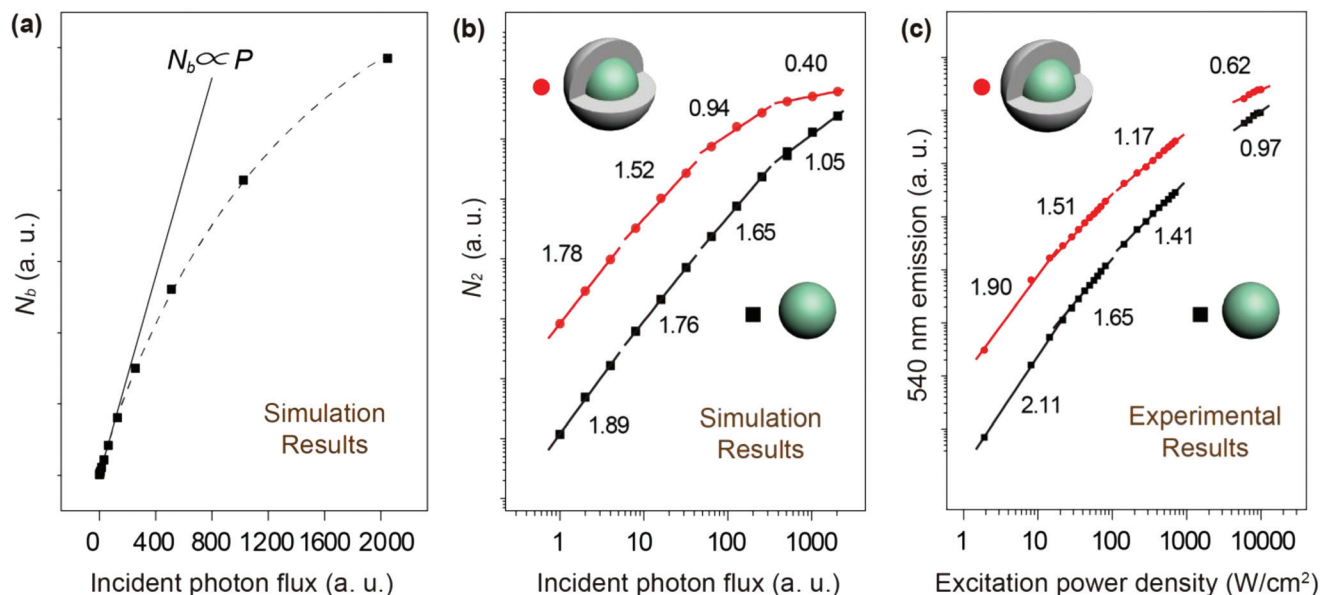 (a)
N_b ∝ P
N_b (a. u.)
Simulation
Results
0 400 800 1200 1600 2000
Incident photon flux (a. u.)
(b)
0.40
0.94
1.52
1.05
1.78
1.65
1.76
1.89
N_2 (a. u.)
Simulation
Results
1 10 100 1000
Incident photon flux (a. u.)
(c)
0.62
0.97
1.17
1.51
1.41
1.90
1.65
2.11
540 nm emission (a. u.)
Experimental
Results
1 10 100 1000 10000
Excitation power density (W/cm²)